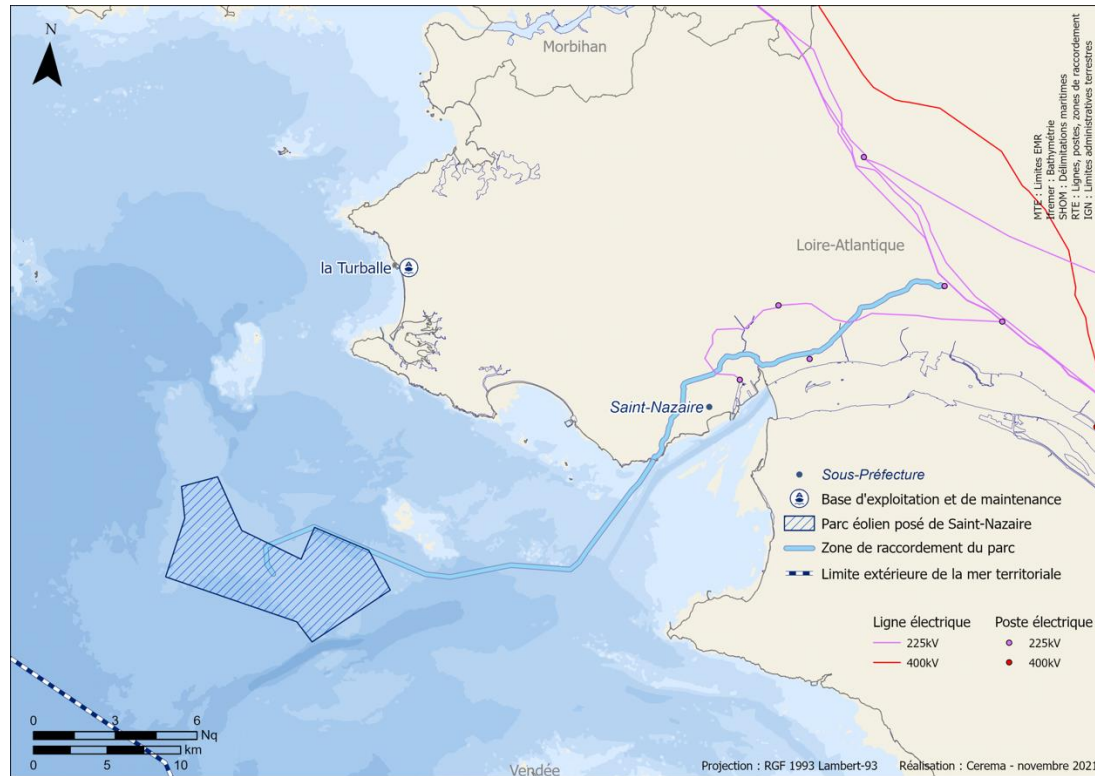 N
Morbihan
MTE : Limites EMR
Ifremer : Bathymétrie
SHOM : Délimitations maritimes
RTE : Lignes, postes, zones de raccordement
IGN : Limites administratives terrestres
Loire-Atlantique
la Turballe
Saint-Nazaire
Sous-Préfecture
Base d'exploitation et de maintenance
Parc éolien posé de Saint-Nazaire
Zone de raccordement du parc
Limite extérieure de la mer territoriale
Ligne électrique
225kV
400kV
Poste électrique
225kV
400kV
0 3 6
Nq
km
0 5 10
Vendée
Projection : RGF 1993 Lambert-93 Réalisation : Cerema - novembre 2021